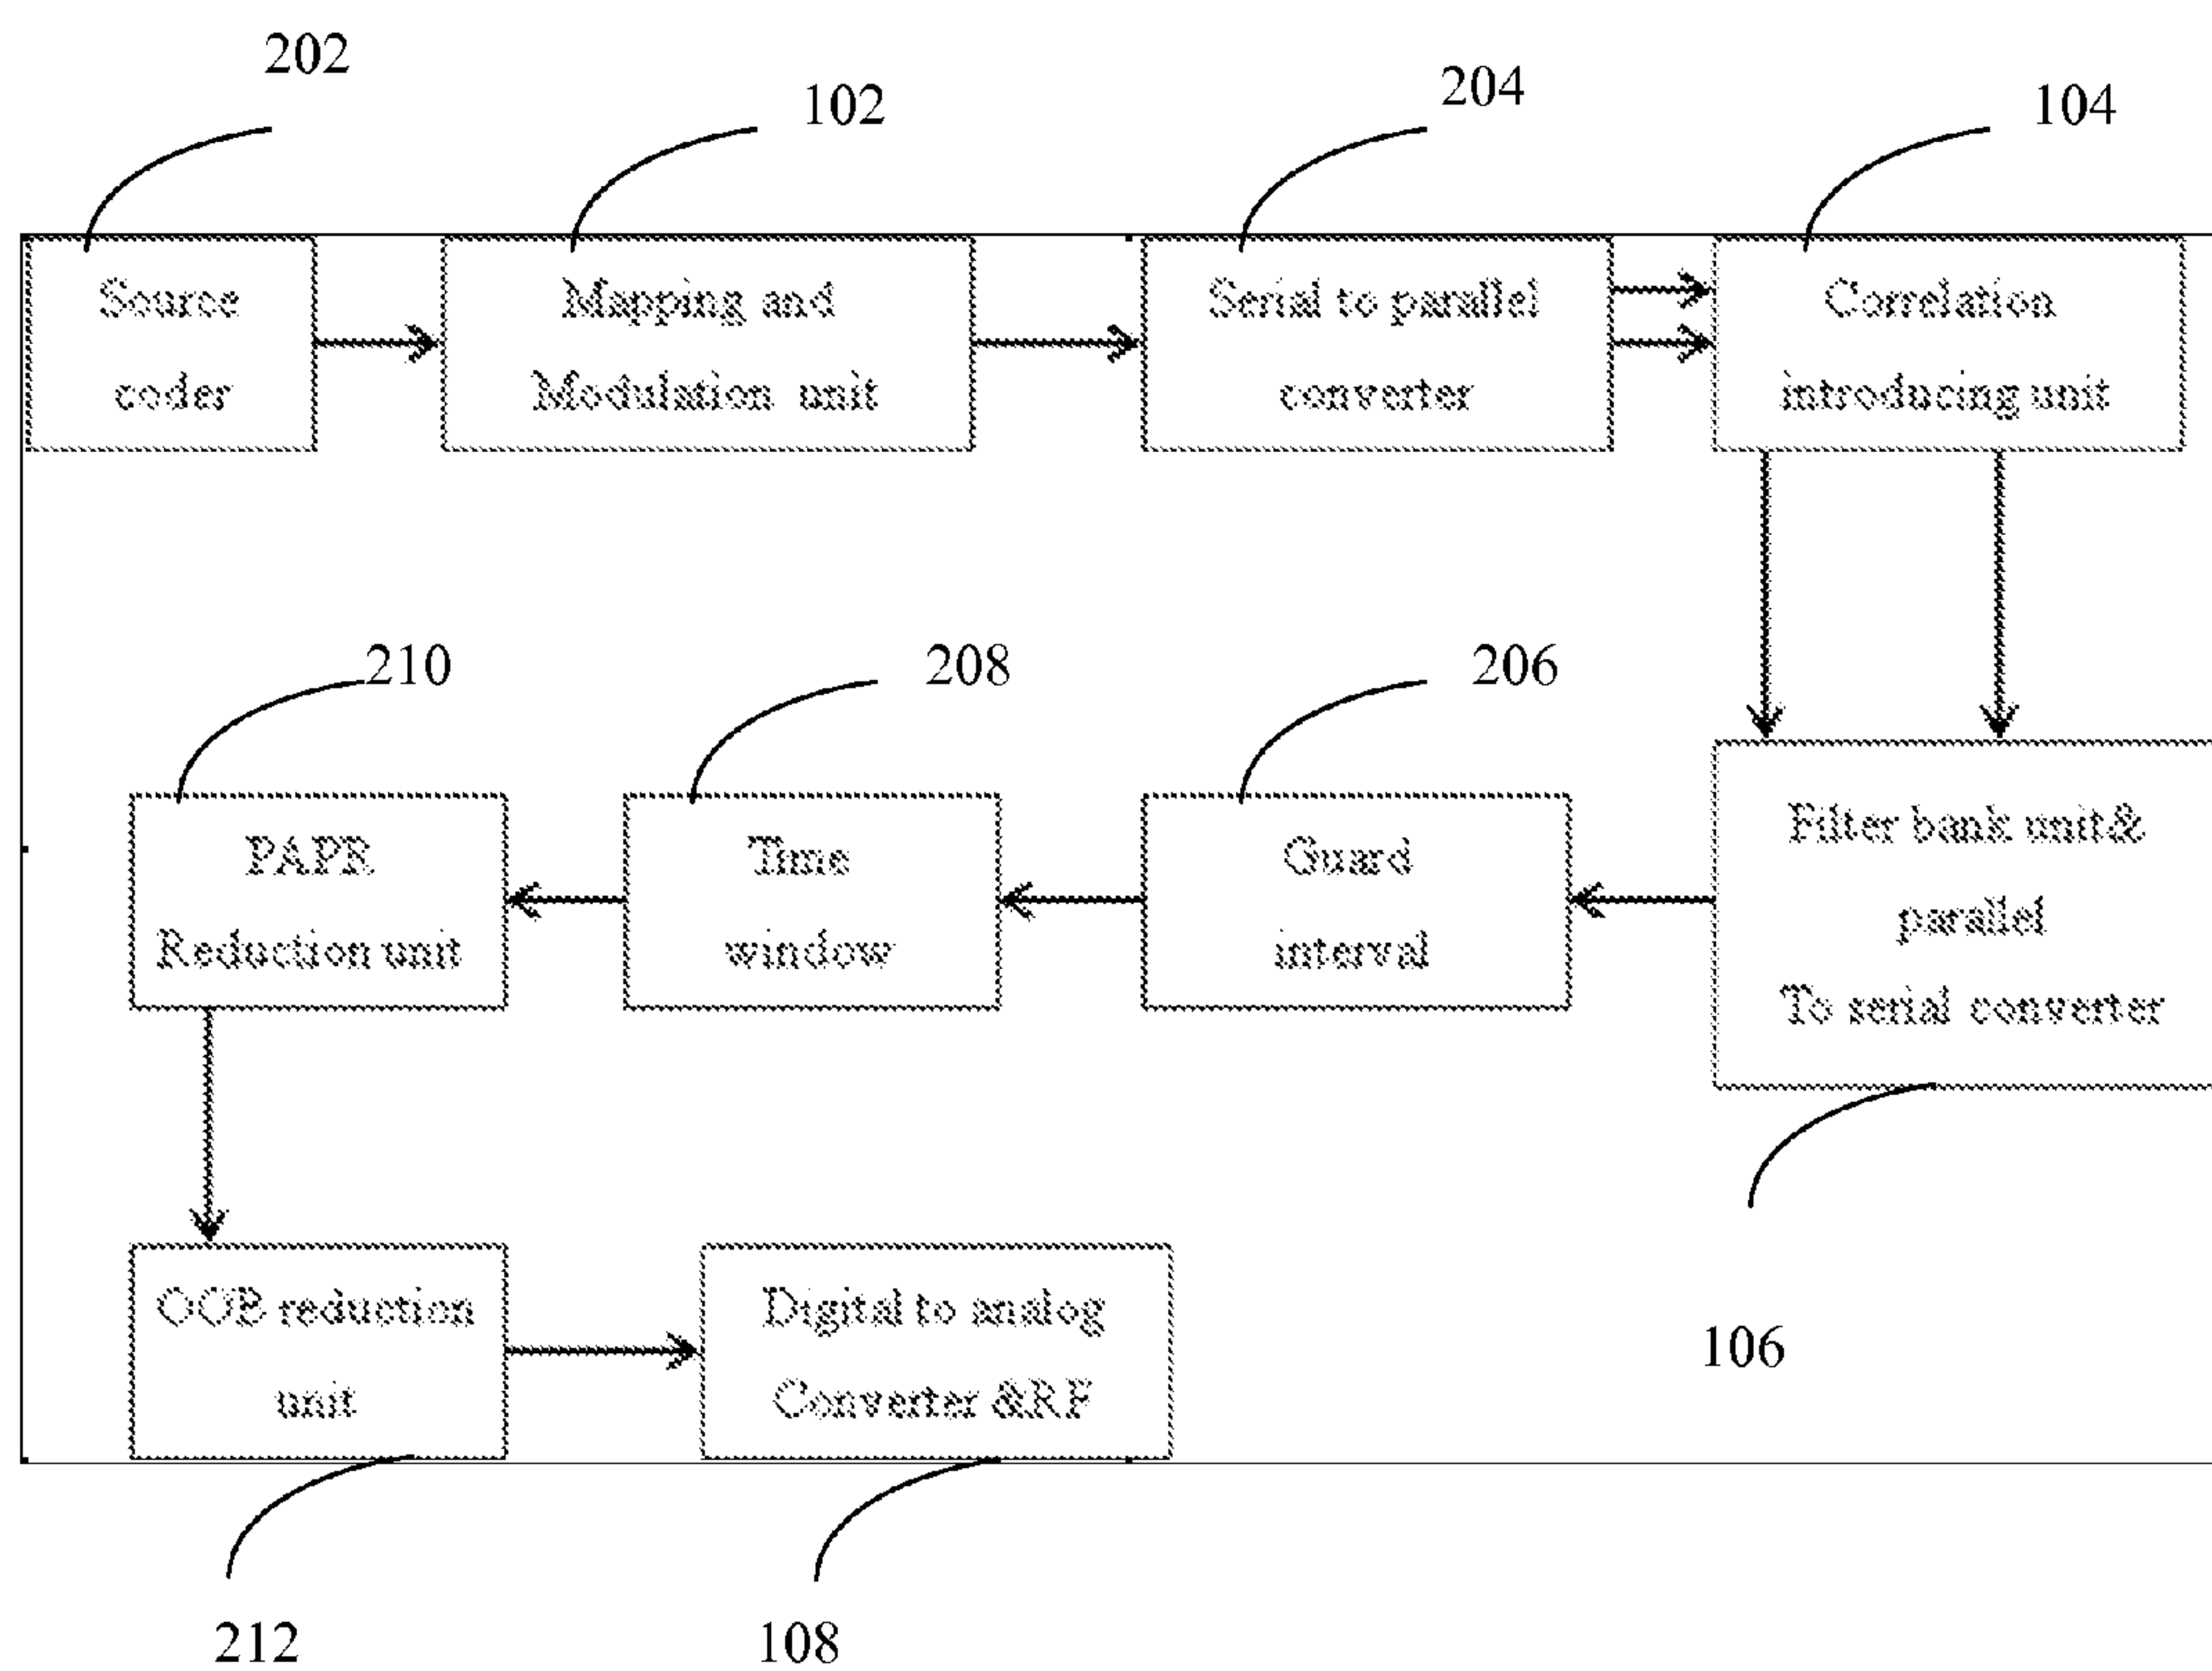 202
102
204
104
Source
coder
Mapping and
Modulation unit
Serial to parallel
converter
Correlation
introducing unit
210
208
206
PAPR
Reduction unit
Time
window
Guard
interval
Filter bank unit&
parallel
To serial converter
OOB reduction
unit
Digital to analog
Converter &RF
106
212
108